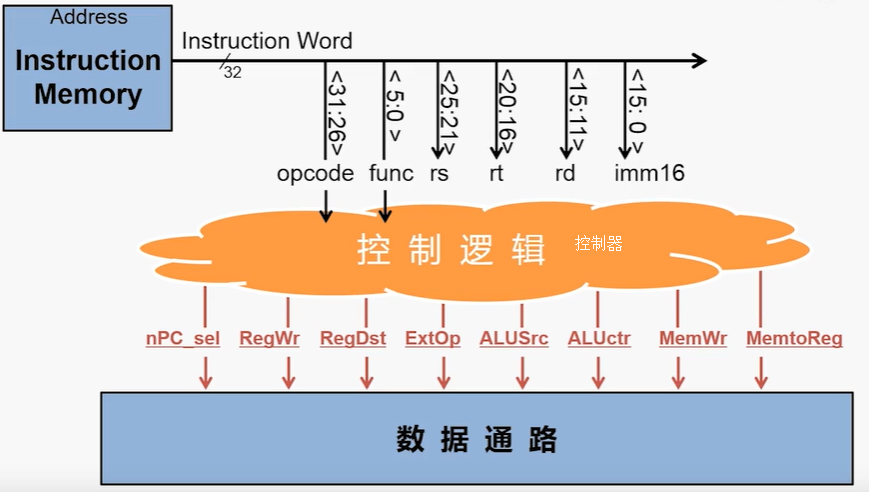 Address
Instruction
Memory
Instruction Word
32
<31:26>
< 5:0 >
<25:21>
<20:16>
<15:11>
<15: 0 >
opcode func rs rt rd imm16
控制逻辑 控制器
nPC_sel RegWr RegDst ExtOp ALUSrc ALUctr MemWr MemtoReg
数据通路